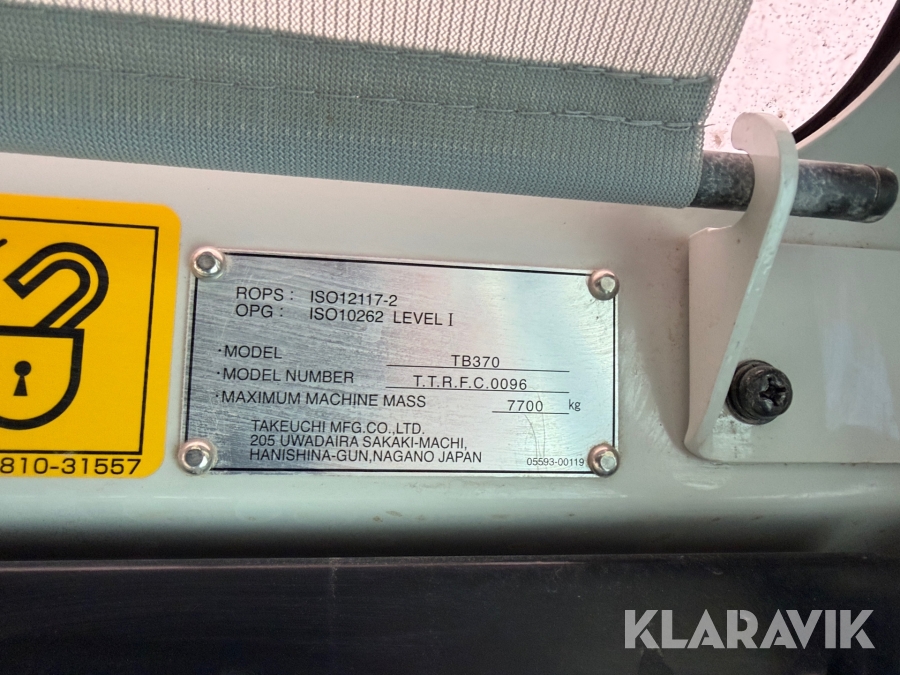 ROPS : ISO12117-2
OPG : ISO10262 LEVEL I
·MODEL TB370
·MODEL NUMBER T.T.R.F.C.0096
·MAXIMUM MACHINE MASS 7700 kg
TAKEUCHI MFG.CO.,LTD.
205 UWADAIRA SAKAKI-MACHI,
HANISHINA-GUN,NAGANO JAPAN
05593-00119
810-31557
KLARAVIK